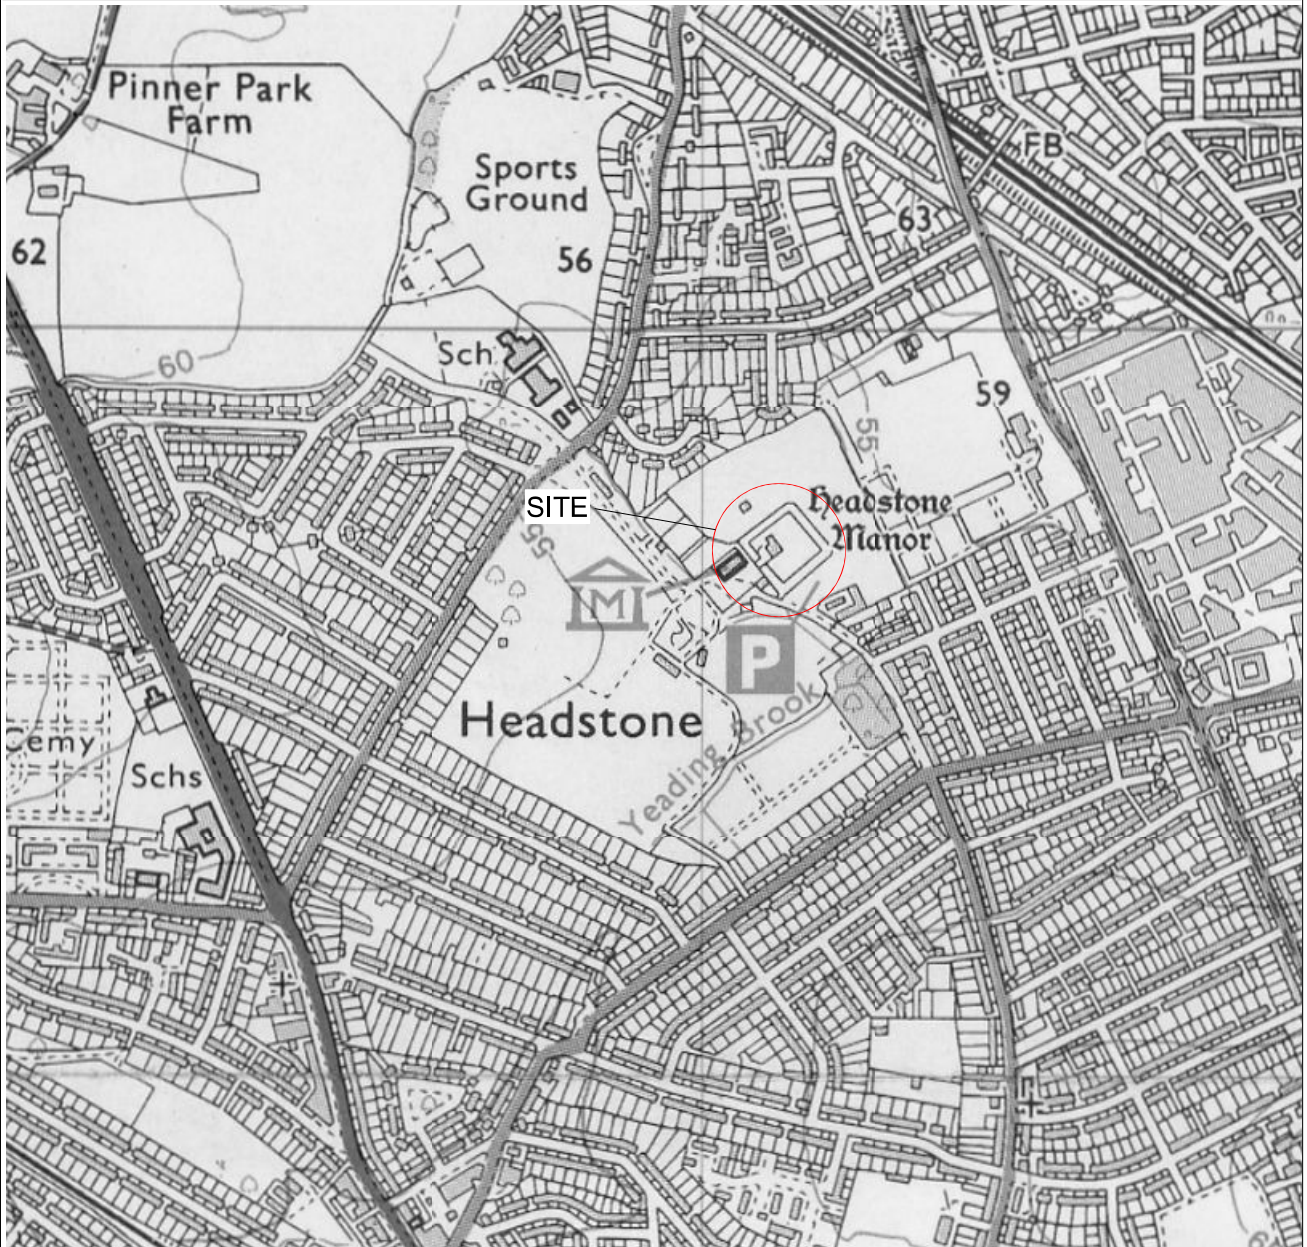 Pinner Park
Farm
Sports
Ground
FB
63
62
56
60
Sch
59
55
SITE
Headstone
Manor
55
M
P
Headstone
Yeading Brook
Cemy
Schs